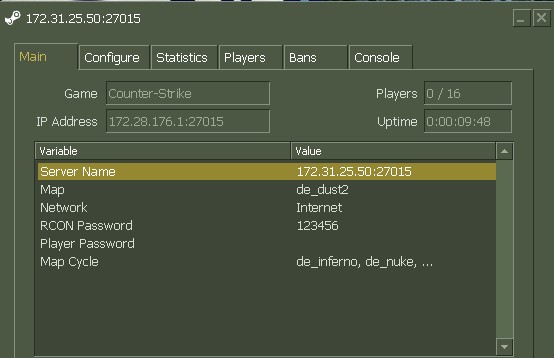 172.31.25.50:27015
Main Configure Statistics Players Bans Console
Game Counter-Strike Players 0 / 16
IP Address 172.28.176.1:27015 Uptime 0:00:09:48
Variable Value
Server Name 172.31.25.50:27015
Map de_dust2
Network Internet
RCON Password 123456
Player Password
Map Cycle de_inferno, de_nuke, ...